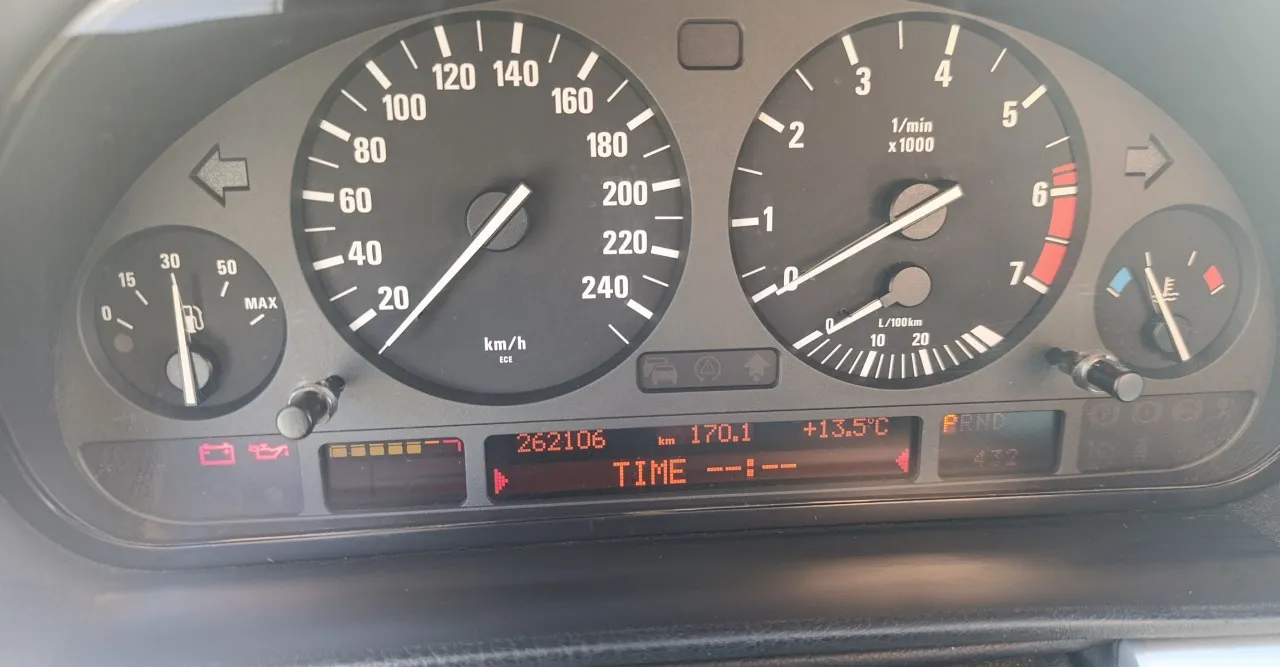 0 15 30 50 MAX
20 40 60 80 100 120 140 160 180 200 220 240
km/h
ECE
0 1 2 3 4 5 6 7
1/min
x1000
0 10 20
L/100km
262106 km 170.1 +13.5°C
TIME --:--
PRND
432